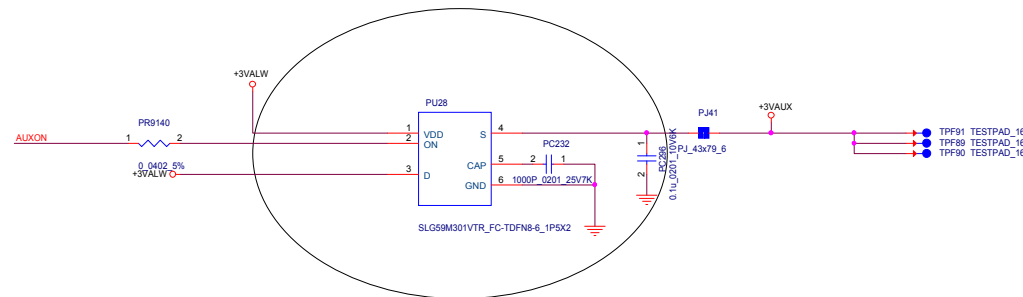 +3VALW
PU28
PJ41
+3VAUX
PR9140
AUXON
1
2
1
VDD
2
ON
S
4
TPF91 TESTPAD_16
TPF89 TESTPAD_16
TPF90 TESTPAD_16
PJ_43x79_6
1
2
PC296
0.1u_0201_10V6K
0_0402_5%
+3VALW
3
D
CAP
5
PC232
2
1
GND
6
1000P_0201_25V7K
SLG59M301VTR_FC-TDFN8-6_1P5X2